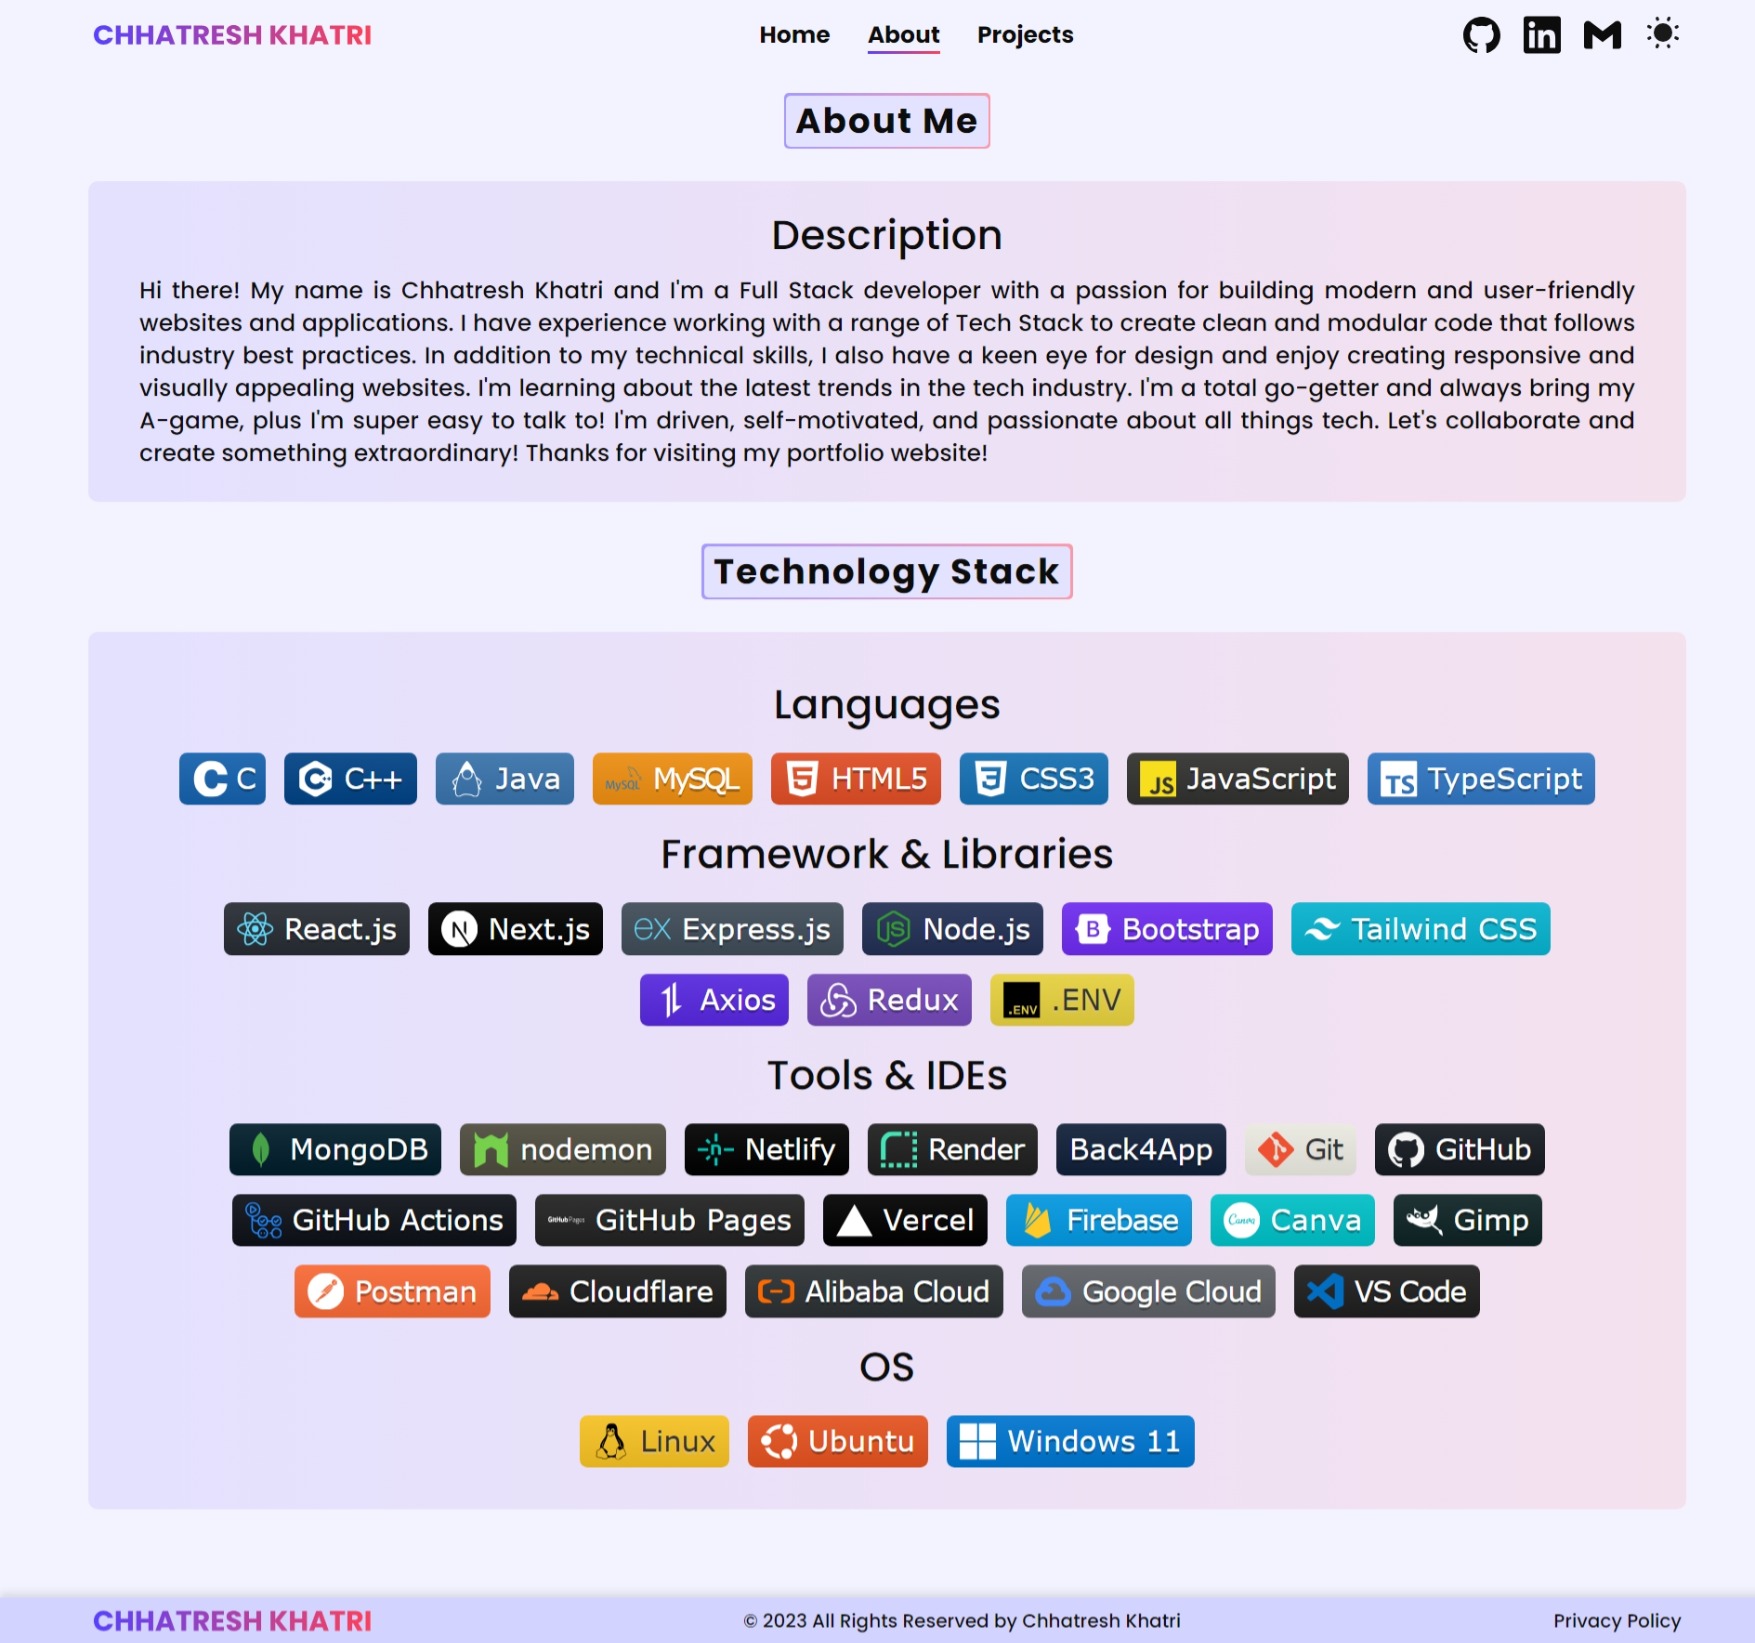 CHHATRESH KHATRI
Home About Projects
About Me
Description
Hi there! My name is Chhatresh Khatri and I'm a Full Stack developer with a passion for building modern and user-friendly
websites and applications. I have experience working with a range of Tech Stack to create clean and modular code that follows
industry best practices. In addition to my technical skills, I also have a keen eye for design and enjoy creating responsive and
visually appealing websites. I'm learning about the latest trends in the tech industry. I'm a total go-getter and always bring my
A-game, plus I'm super easy to talk to! I'm driven, self-motivated, and passionate about all things tech. Let's collaborate and
create something extraordinary! Thanks for visiting my portfolio website!
Technology Stack
Languages
C C C++ Java MySQL MySQL 5 HTML5 3 CSS3 JS JavaScript TS TypeScript
Framework & Libraries
React.js N Next.js ex Express.js JS Node.js B Bootstrap Tailwind CSS
Axios Redux .ENV .ENV
Tools & IDEs
MongoDB nodemon Netlify Render Back4App Git GitHub
GitHub Actions GitHub Pages GitHub Pages Vercel Firebase Canva Canva Gimp
Postman Cloudflare Alibaba Cloud Google Cloud VS Code
OS
Linux Ubuntu Windows 11
CHHATRESH KHATRI © 2023 All Rights Reserved by Chhatresh Khatri Privacy Policy